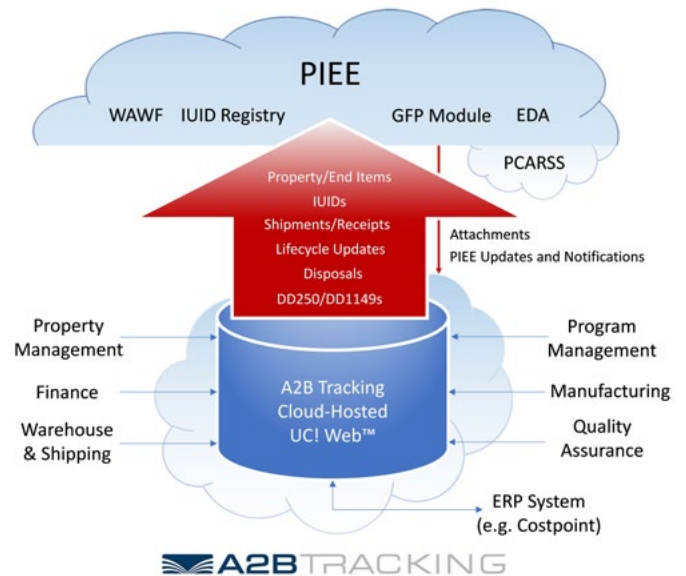 PIEE
WAWF IUID Registry GFP Module EDA
PCARSS
Property/End Items
IUIDs
Shipments/Receipts
Lifecycle Updates
Disposals
DD250/DD1149s
Attachments
PIEE Updates and Notifications
Property
Management
Finance
Warehouse
& Shipping
A2B Tracking
Cloud-Hosted
UC! Web™
Program
Management
Manufacturing
Quality
Assurance
ERP System
(e.g. Costpoint)
A2BTRACKING